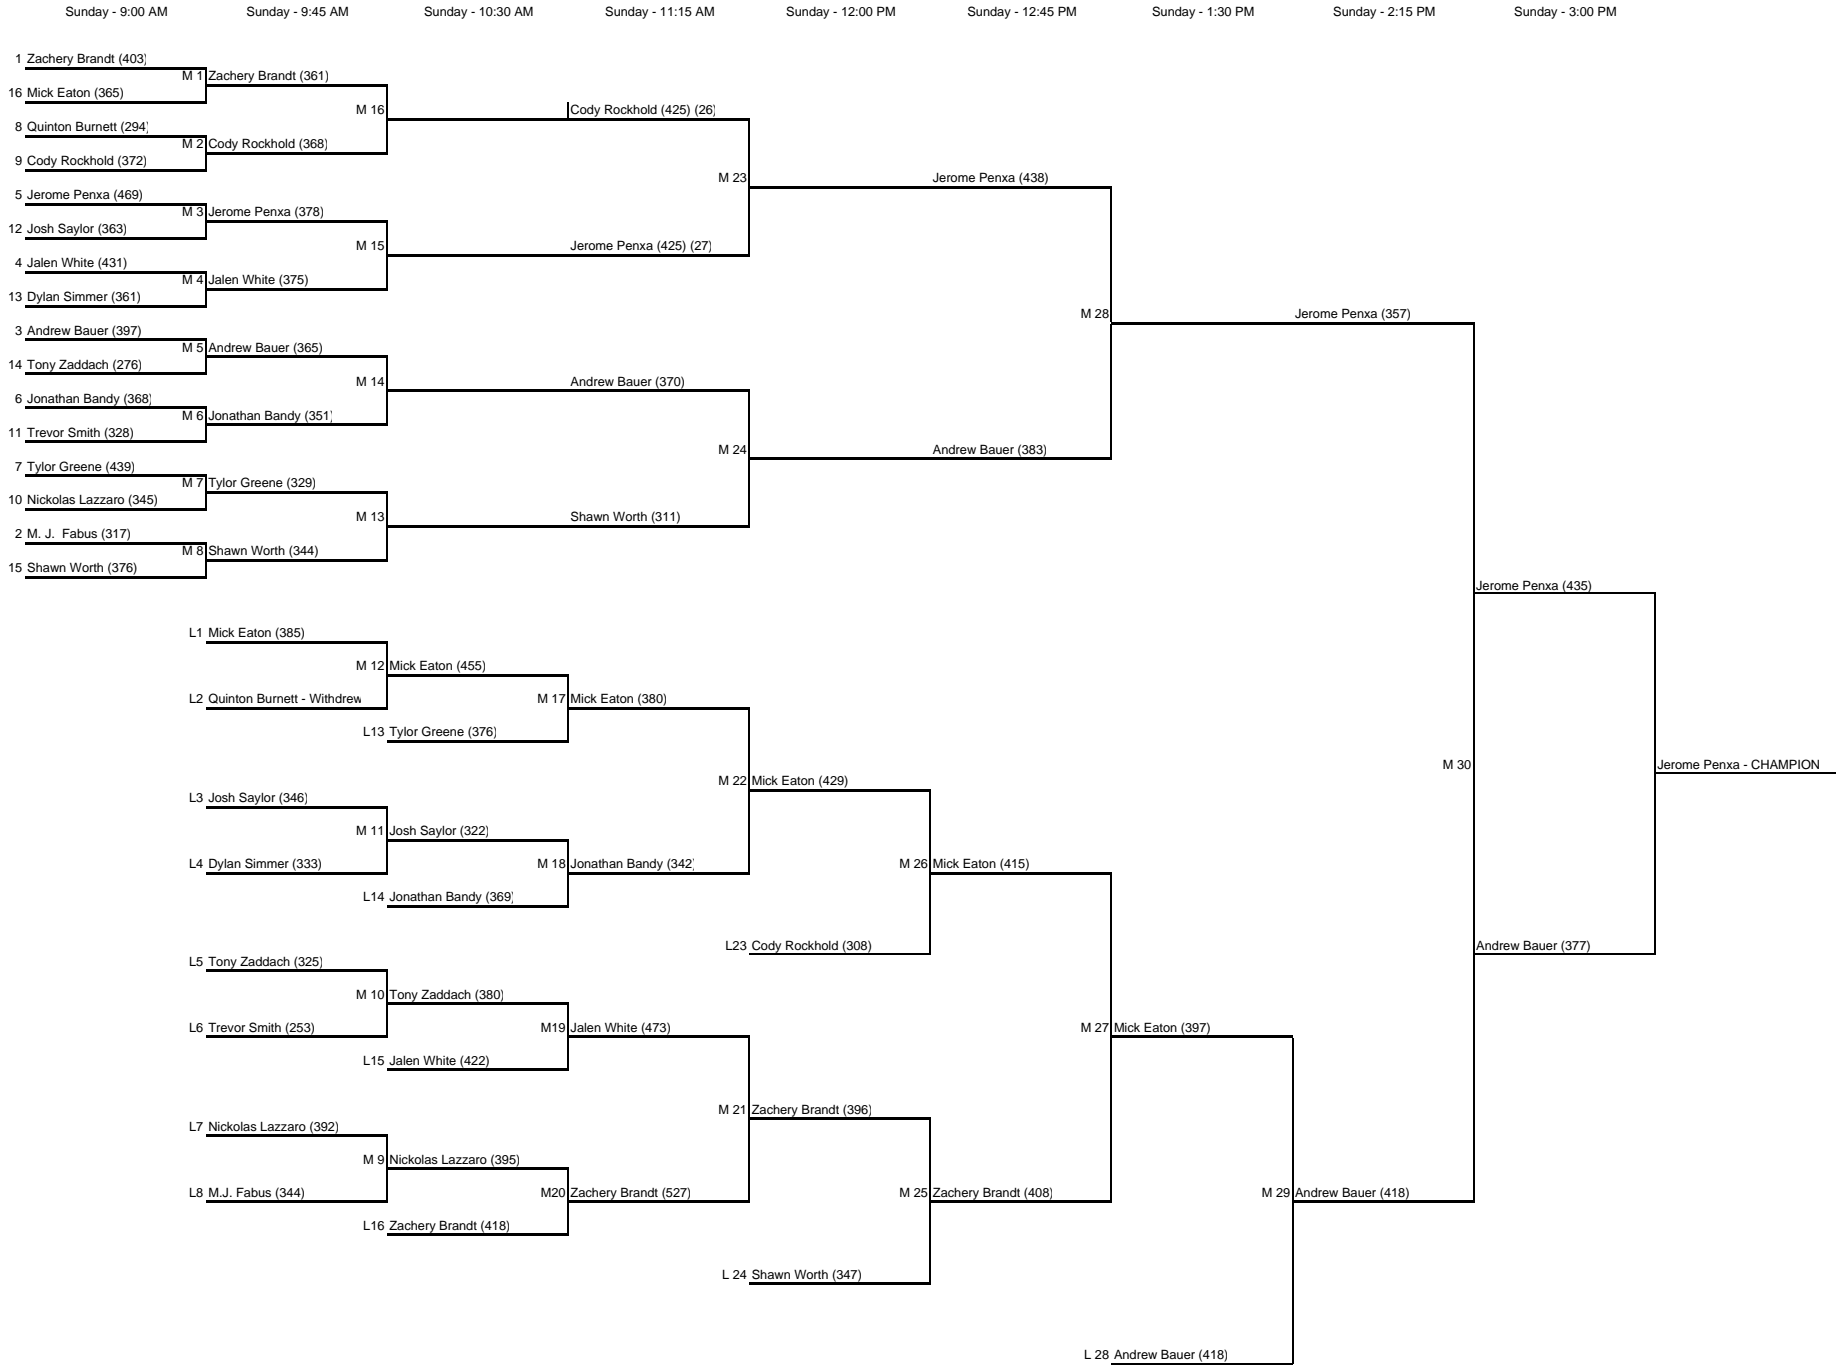 Sunday - 9:00 AM Sunday - 9:45 AM Sunday - 10:30 AM Sunday - 11:15 AM Sunday - 12:00 PM Sunday - 12:45 PM Sunday - 1:30 PM Sunday - 2:15 PM Sunday - 3:00 PM
1 Zachery Brandt (403)
M 1 Zachery Brandt (361)
16 Mick Eaton (365)
M 16 Cody Rockhold (425) (26)
8 Quinton Burnett (294)
M 2 Cody Rockhold (368)
9 Cody Rockhold (372)
M 23 Jerome Penxa (438)
5 Jerome Penxa (469)
M 3 Jerome Penxa (378)
12 Josh Saylor (363)
M 15 Jerome Penxa (425) (27)
4 Jalen White (431)
M 4 Jalen White (375)
13 Dylan Simmer (361)
M 28 Jerome Penxa (357)
3 Andrew Bauer (397)
M 5 Andrew Bauer (365)
14 Tony Zaddach (276)
M 14 Andrew Bauer (370)
6 Jonathan Bandy (368)
M 6 Jonathan Bandy (351)
11 Trevor Smith (328)
M 24 Andrew Bauer (383)
7 Tylor Greene (439)
M 7 Tylor Greene (329)
10 Nickolas Lazzaro (345)
M 13 Shawn Worth (311)
2 M. J. Fabus (317)
M 8 Shawn Worth (344)
15 Shawn Worth (376)
Jerome Penxa (435)
L1 Mick Eaton (385)
M 12 Mick Eaton (455)
L2 Quinton Burnett - Withdrew M 17 Mick Eaton (380)
L13 Tylor Greene (376)
M 30 Jerome Penxa - CHAMPION
M 22 Mick Eaton (429)
L3 Josh Saylor (346)
M 11 Josh Saylor (322)
L4 Dylan Simmer (333) M 18 Jonathan Bandy (342) M 26 Mick Eaton (415)
L14 Jonathan Bandy (369)
L23 Cody Rockhold (308) Andrew Bauer (377)
L5 Tony Zaddach (325)
M 10 Tony Zaddach (380)
L6 Trevor Smith (253) M19 Jalen White (473) M 27 Mick Eaton (397)
L15 Jalen White (422)
M 21 Zachery Brandt (396)
L7 Nickolas Lazzaro (392)
M 9 Nickolas Lazzaro (395)
L8 M.J. Fabus (344) M20 Zachery Brandt (527) M 25 Zachery Brandt (408) M 29 Andrew Bauer (418)
L16 Zachery Brandt (418)
L 24 Shawn Worth (347)
L 28 Andrew Bauer (418)